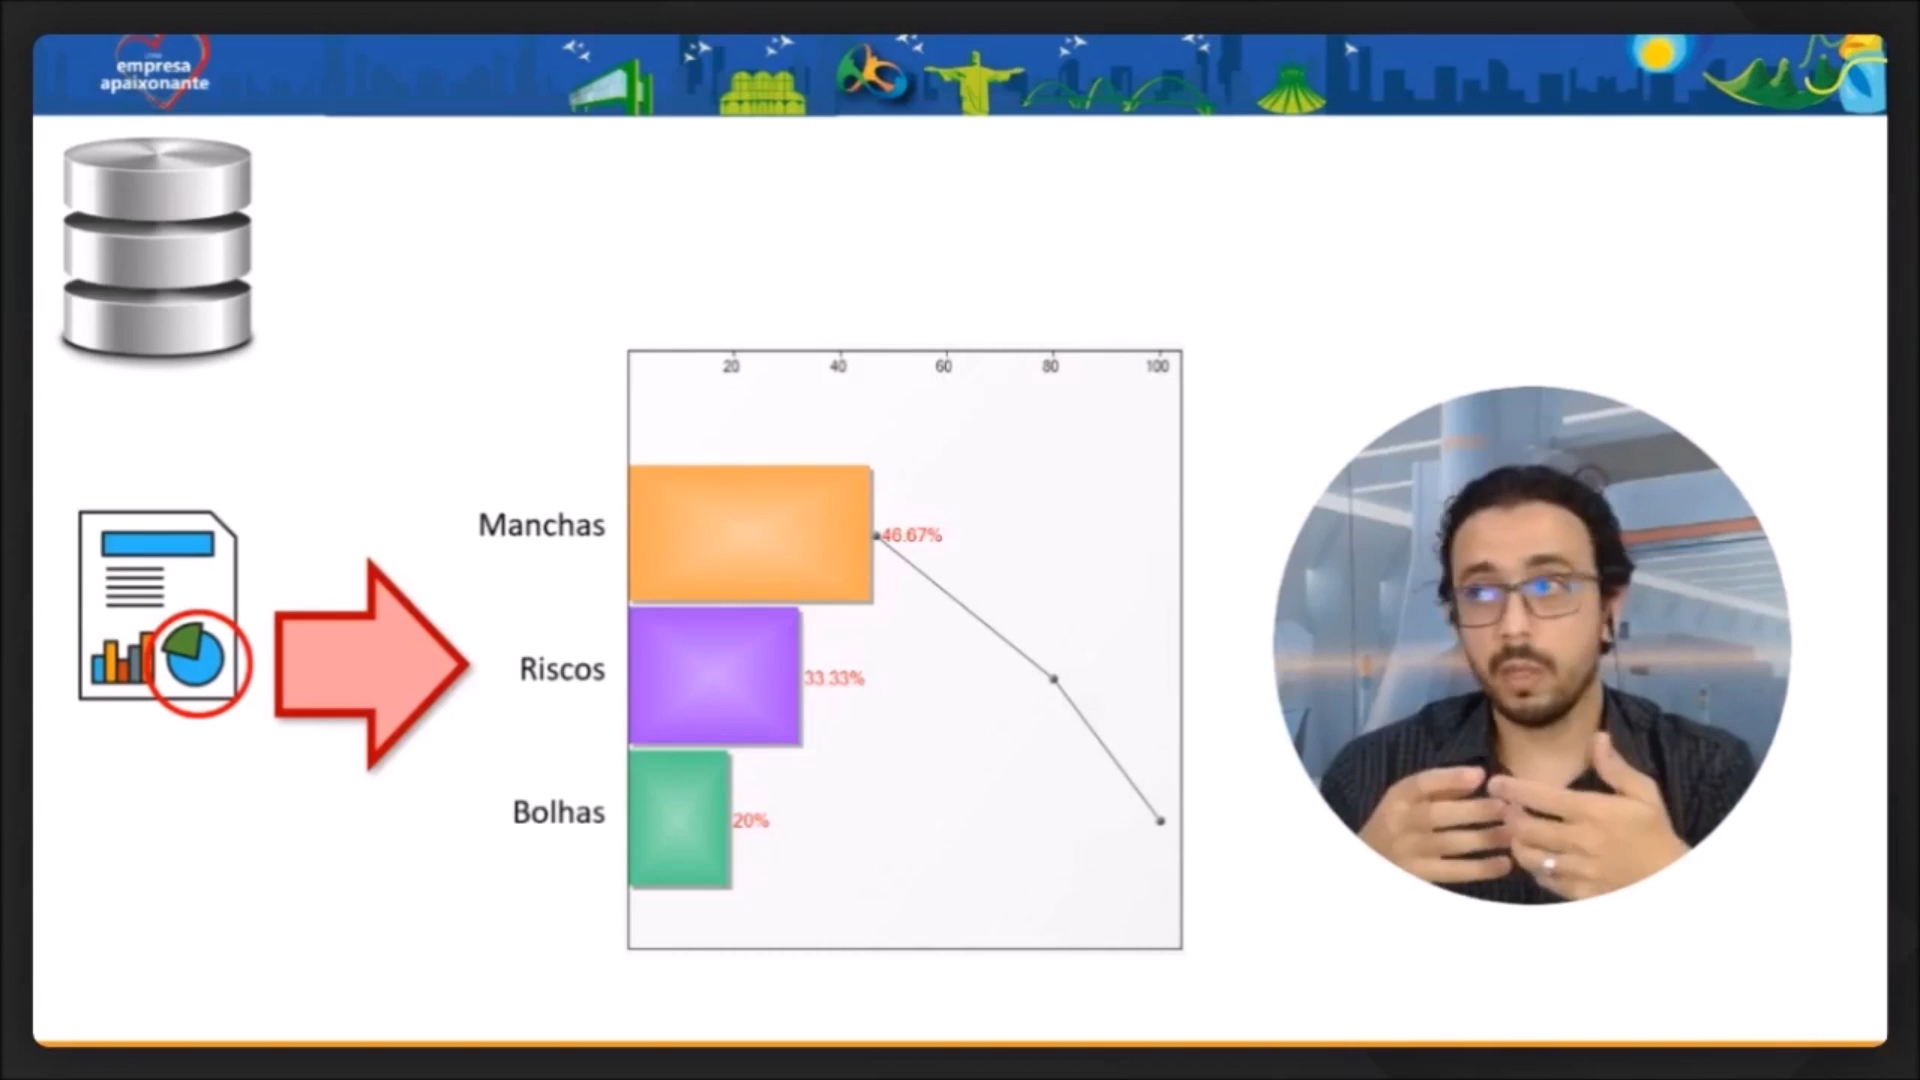 empresa
apaixonante
20 40 60 80 100
Manchas
46.67%
Riscos
33.33%
Bolhas
20%